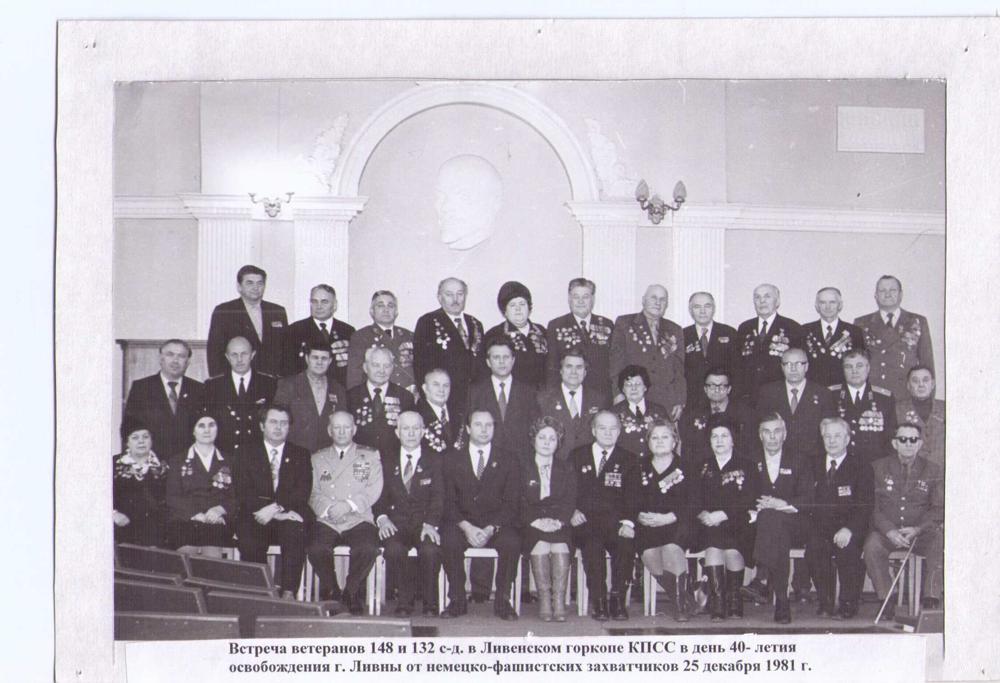 Встреча ветеранов 148 и 132 с-д. в Ливенском горкопе КПСС в день 40- летия
освобождения г. Ливны от немецко-фашистских захватчиков 25 декабря 1981 г.